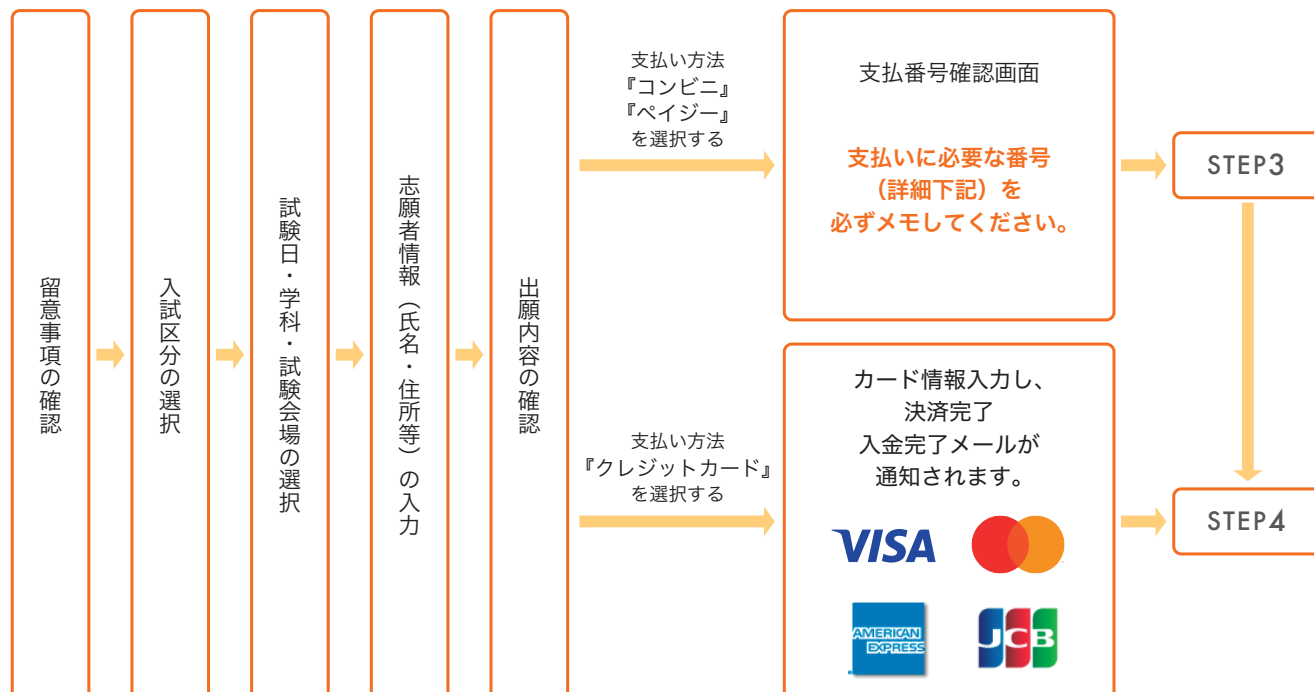 留意事項の確認
入試区分の選択
試験日・学科・試験会場の選択
志願者情報（氏名・住所等）の入力
出願内容の確認
支払い方法
『コンビニ』
『ペイジー』
を選択する
支払番号確認画面
支払いに必要な番号
（詳細下記）を
必ずメモしてください。
STEP3
支払い方法
『クレジットカード』
を選択する
カード情報入力し、
決済完了
入金完了メールが
通知されます。
VISA
AMERICAN
EXPRESS
JCB
STEP4